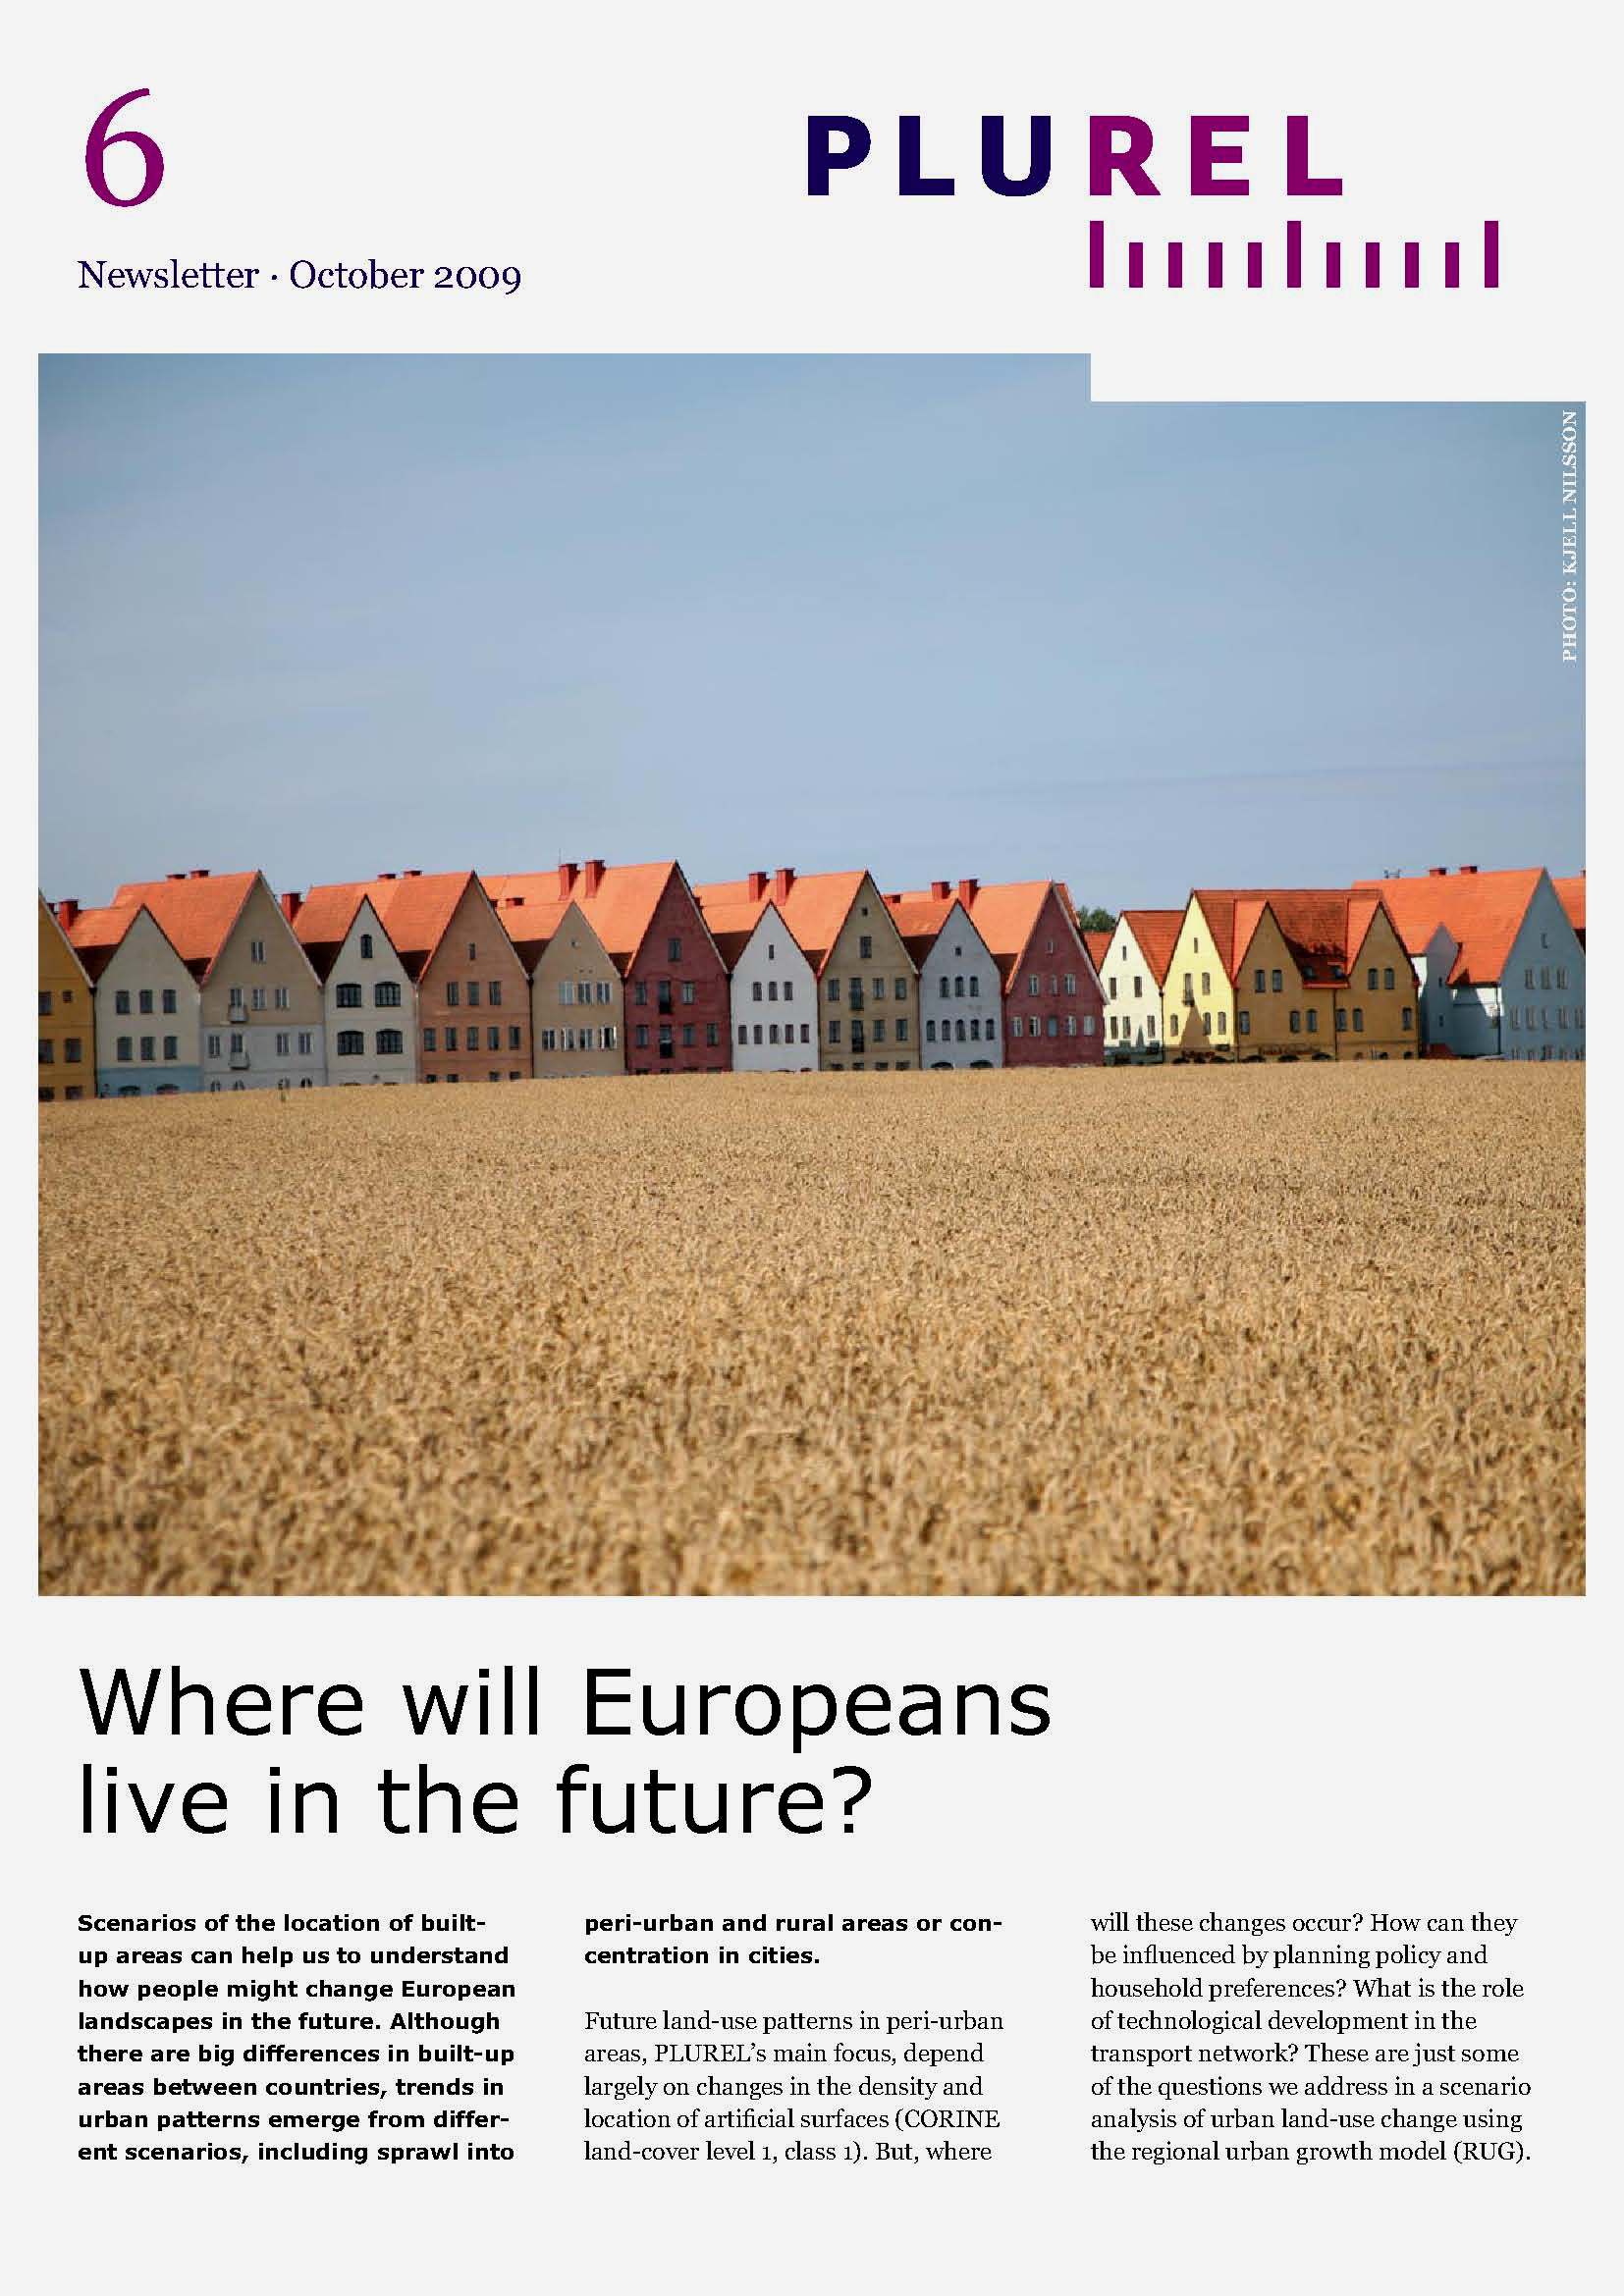 6
Newsletter · October 2009
PLUREL
PHOTO: KJELL NILSSON
Where will Europeans
live in the future?
Scenarios of the location of built-
up areas can help us to understand
how people might change European
landscapes in the future. Although
there are big differences in built-up
areas between countries, trends in
urban patterns emerge from differ-
ent scenarios, including sprawl into
peri-urban and rural areas or con-
centration in cities.
Future land-use patterns in peri-urban
areas, PLUREL's main focus, depend
largely on changes in the density and
location of artificial surfaces (CORINE
land-cover level 1, class 1). But, where
will these changes occur? How can they
be influenced by planning policy and
household preferences? What is the role
of technological development in the
transport network? These are just some
of the questions we address in a scenario
analysis of urban land-use change using
the regional urban growth model (RUG).